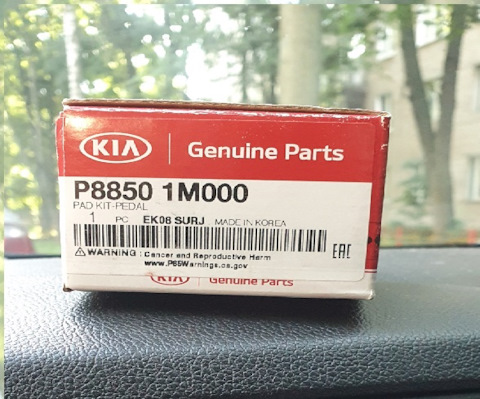 KIA Genuine Parts
P8850 1M000
PAD KIT-PEDAL
1 PC EK08 SURJ MADE IN KOREA
EAC
⚠ WARNING : Cancer and Reproductive Harm
www.P65Warnings.ca.gov
KIA Genuine Parts